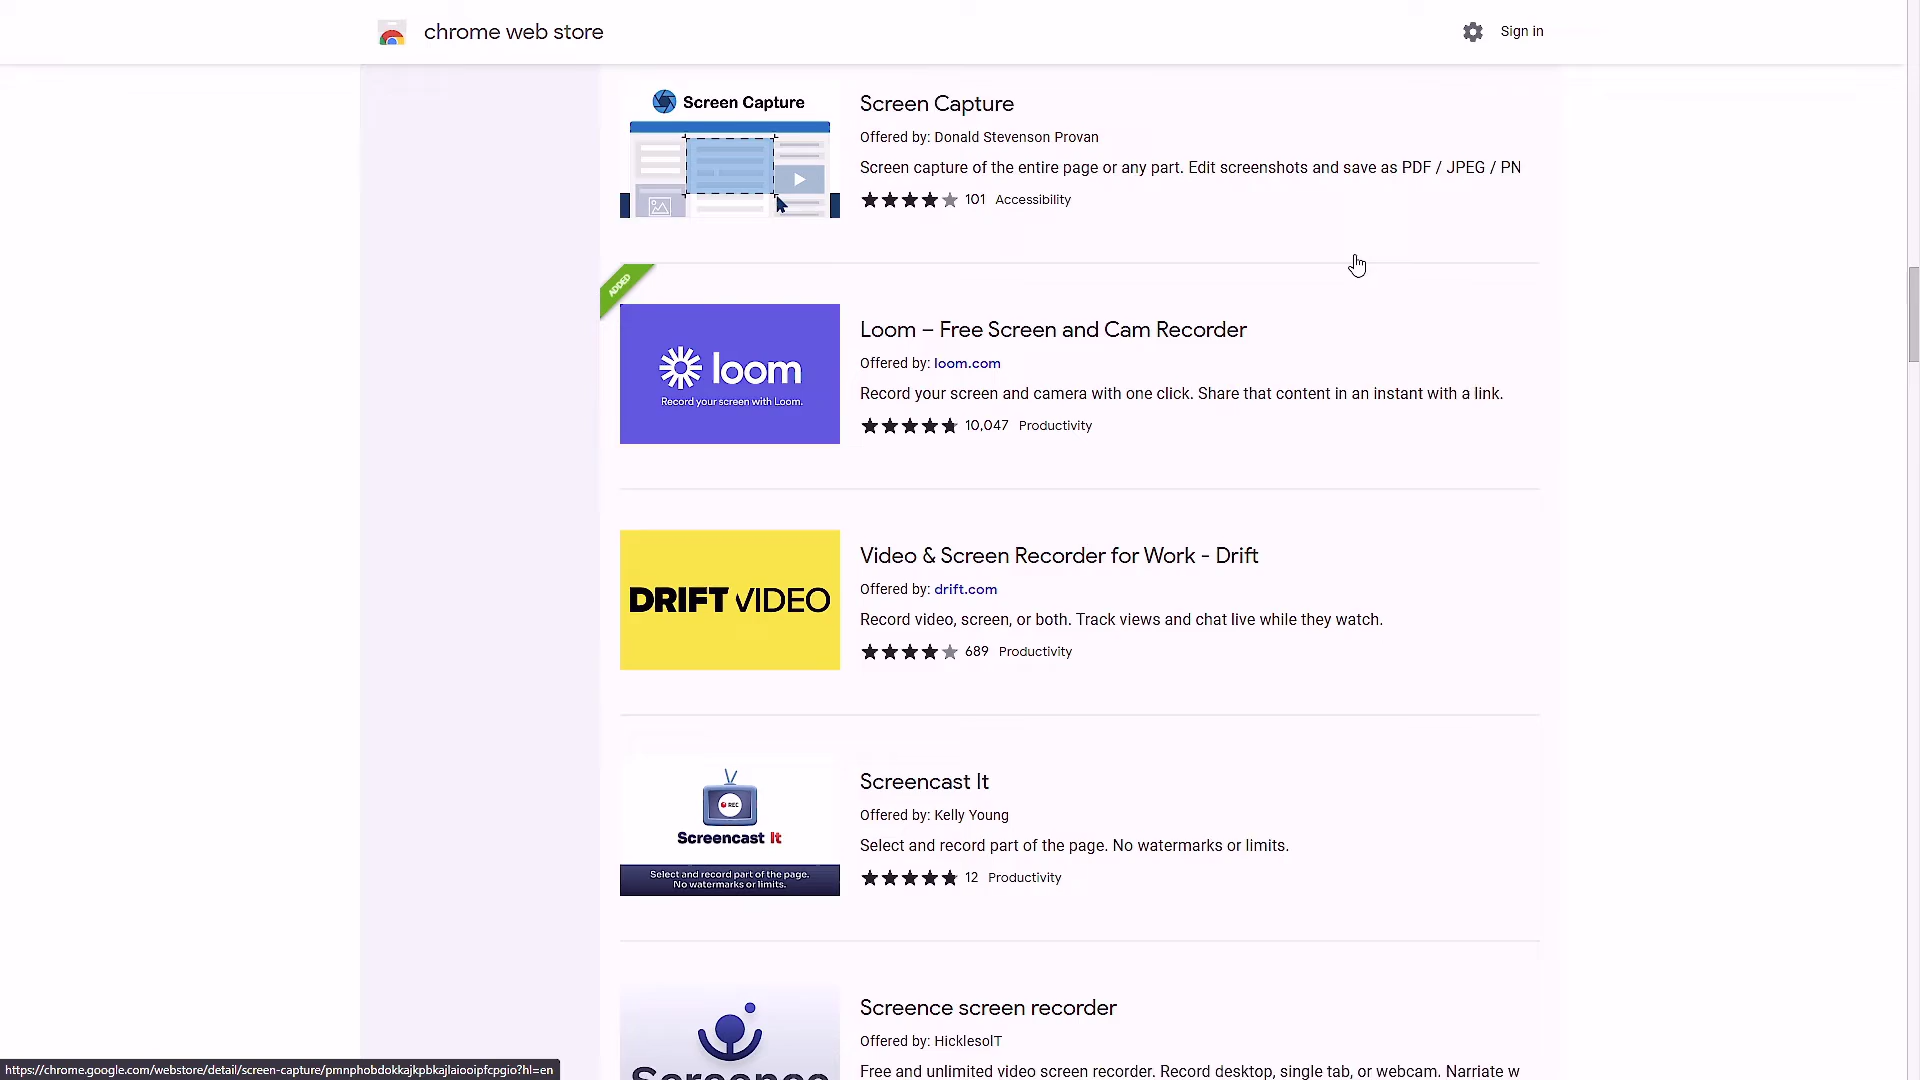 chrome web store
Sign in
Screen Capture
Screen Capture
Offered by: Donald Stevenson Provan
Screen capture of the entire page or any part. Edit screenshots and save as PDF / JPEG / PN
101 Accessibility
ADDED
loom
Record your screen with Loom.
Loom – Free Screen and Cam Recorder
Offered by: loom.com
Record your screen and camera with one click. Share that content in an instant with a link.
10,047 Productivity
DRIFT VIDEO
Video & Screen Recorder for Work - Drift
Offered by: drift.com
Record video, screen, or both. Track views and chat live while they watch.
689 Productivity
REC
Screencast It
Select and record part of the page.
No watermarks or limits.
Screencast It
Offered by: Kelly Young
Select and record part of the page. No watermarks or limits.
12 Productivity
Screence
Screence screen recorder
Offered by: HicklesoIT
Free and unlimited video screen recorder. Record desktop, single tab, or webcam. Narriate w
https://chrome.google.com/webstore/detail/screen-capture/pmnphobdokkajkpbkajlaiooipfcpgio?hl=en